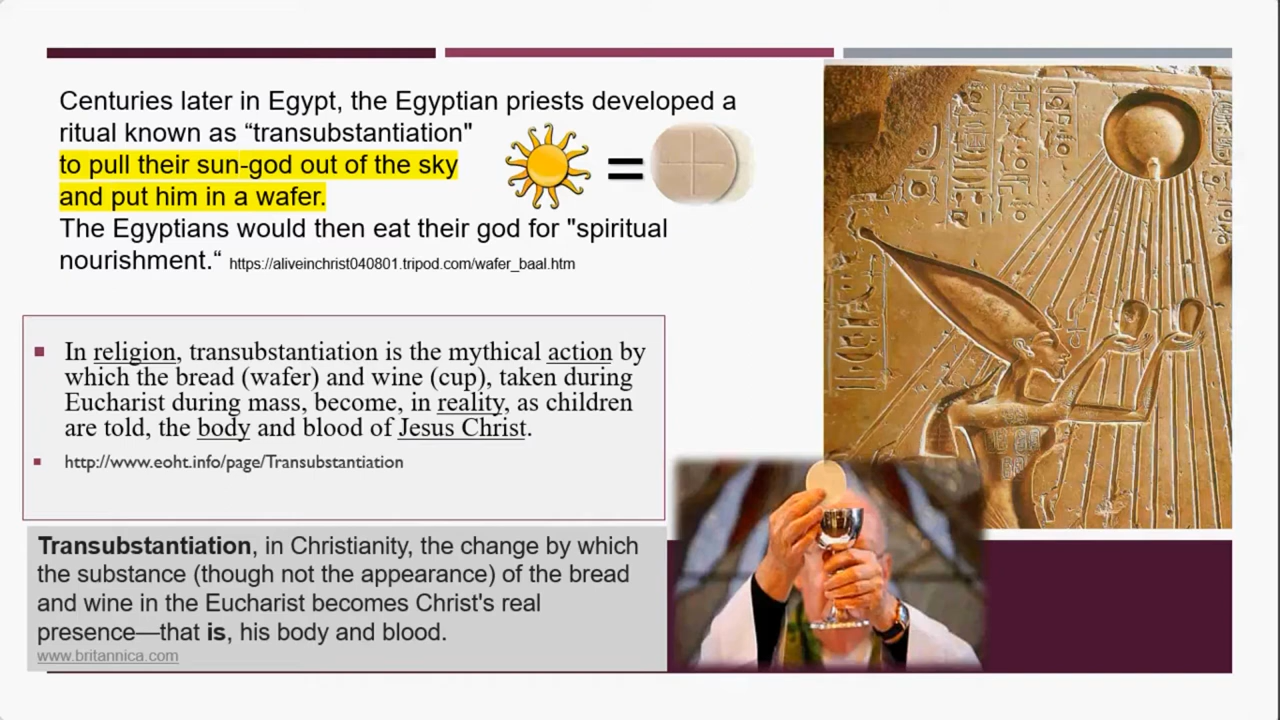 Centuries later in Egypt, the Egyptian priests developed a
ritual known as “transubstantiation"
to pull their sun-god out of the sky
and put him in a wafer.
The Egyptians would then eat their god for "spiritual
nourishment.“ https://aliveinchrist040801.tripod.com/wafer_baal.htm
In religion, transubstantiation is the mythical action by
which the bread (wafer) and wine (cup), taken during
Eucharist during mass, become, in reality, as children
are told, the body and blood of Jesus Christ.
http://www.eoht.info/page/Transubstantiation
Transubstantiation, in Christianity, the change by which
the substance (though not the appearance) of the bread
and wine in the Eucharist becomes Christ's real
presence—that is, his body and blood.
www.britannica.com